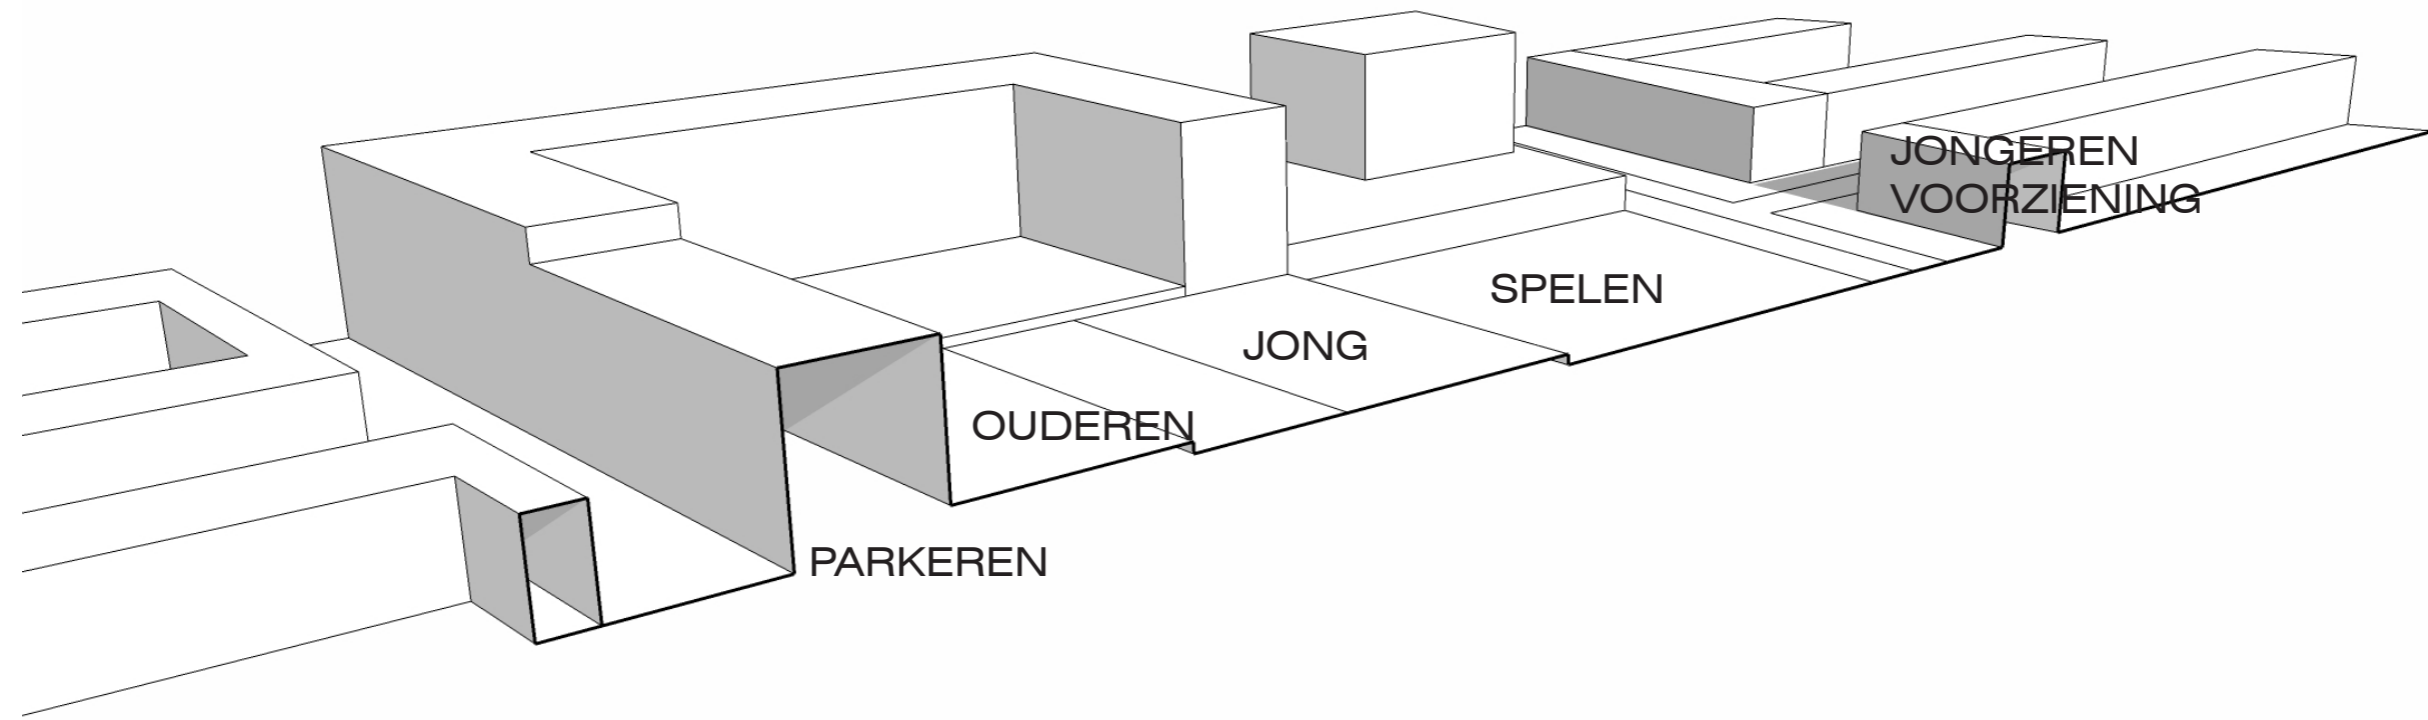 JONGEREN
VOORZIENING
SPELEN
JONG
OUDEREN
PARKEREN